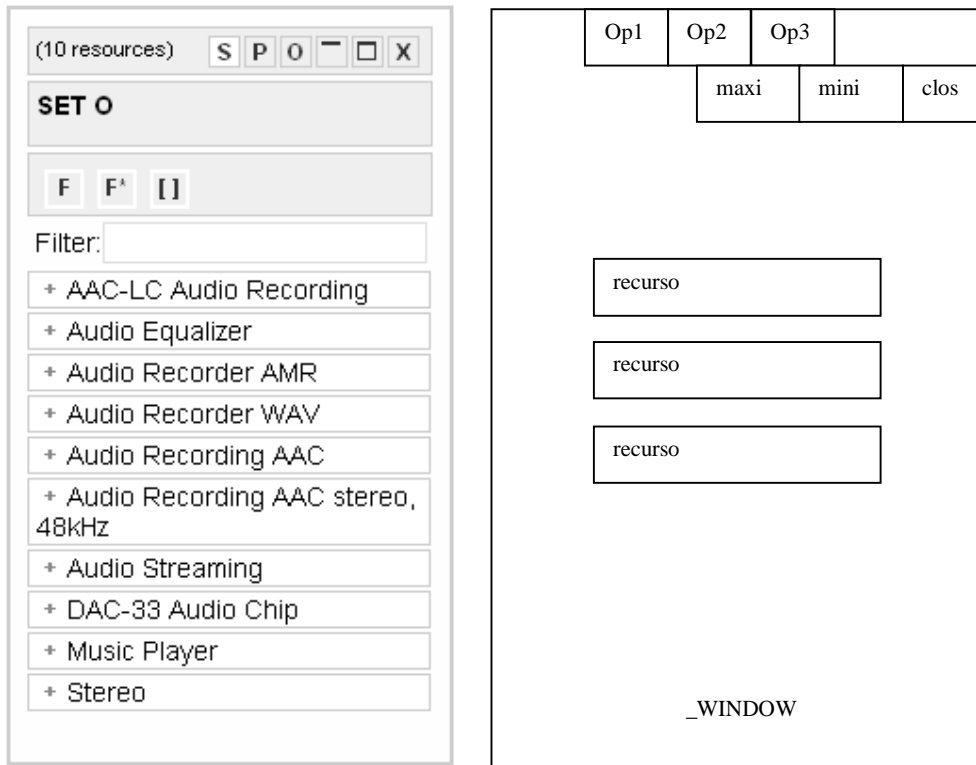 (10 resources) S P O X
SET O
F F* [ ]
Filter:
+ AAC-LC Audio Recording
+ Audio Equalizer
+ Audio Recorder AMR
+ Audio Recorder WAV
+ Audio Recording AAC
+ Audio Recording AAC stereo,
48kHz
+ Audio Streaming
+ DAC-33 Audio Chip
+ Music Player
+ Stereo
Op1 Op2 Op3
maxi mini clos
recurso
recurso
recurso
_WINDOW